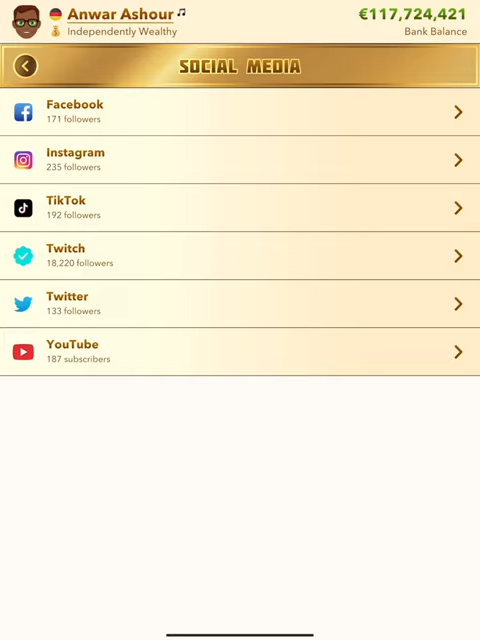 Anwar Ashour
€117,724,421
Independently Wealthy
Bank Balance
SOCIAL MEDIA
Facebook
171 followers
Instagram
235 followers
TikTok
192 followers
Twitch
18,220 followers
Twitter
133 followers
YouTube
187 subscribers